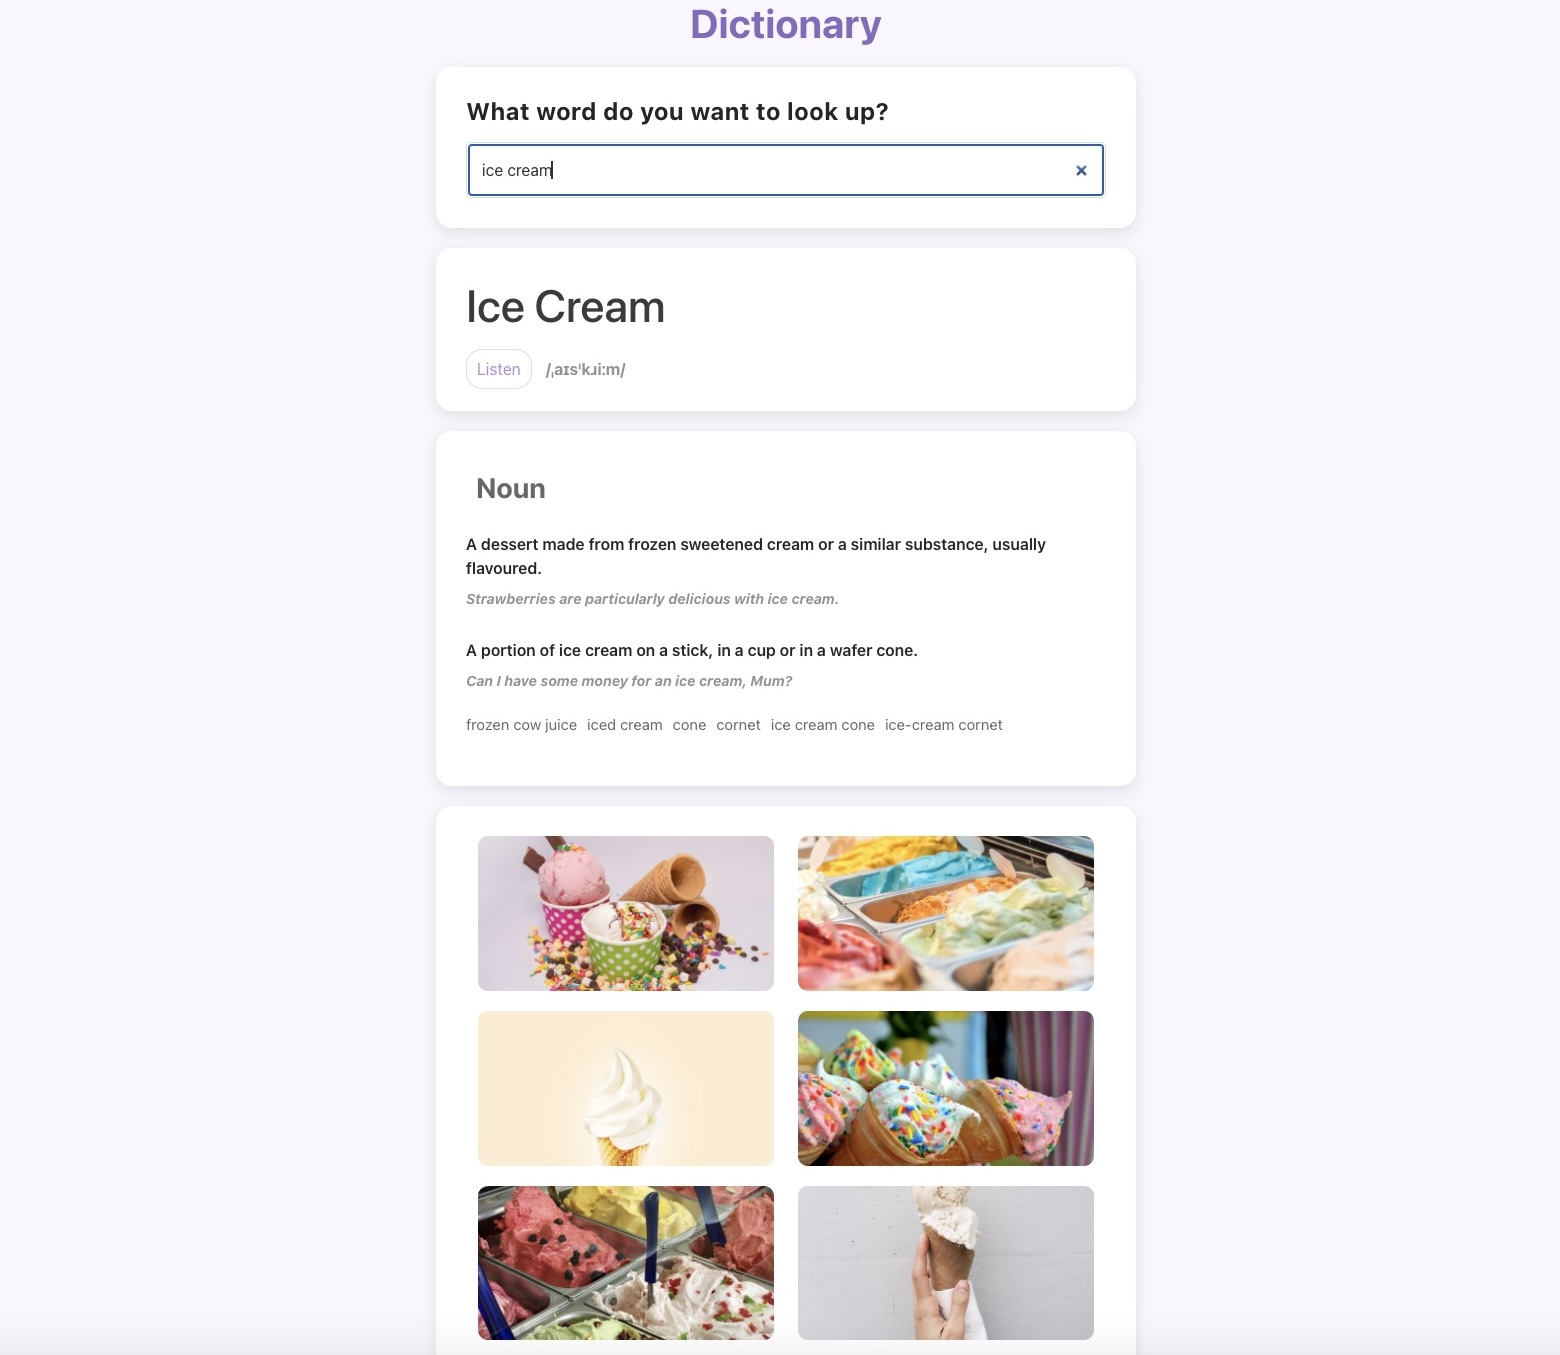 Dictionary
What word do you want to look up?
ice cream
Ice Cream
Listen /ˌaɪsˈkɹiːm/
Noun
A dessert made from frozen sweetened cream or a similar substance, usually
flavoured.
Strawberries are particularly delicious with ice cream.
A portion of ice cream on a stick, in a cup or in a wafer cone.
Can I have some money for an ice cream, Mum?
frozen cow juice iced cream cone cornet ice cream cone ice-cream cornet